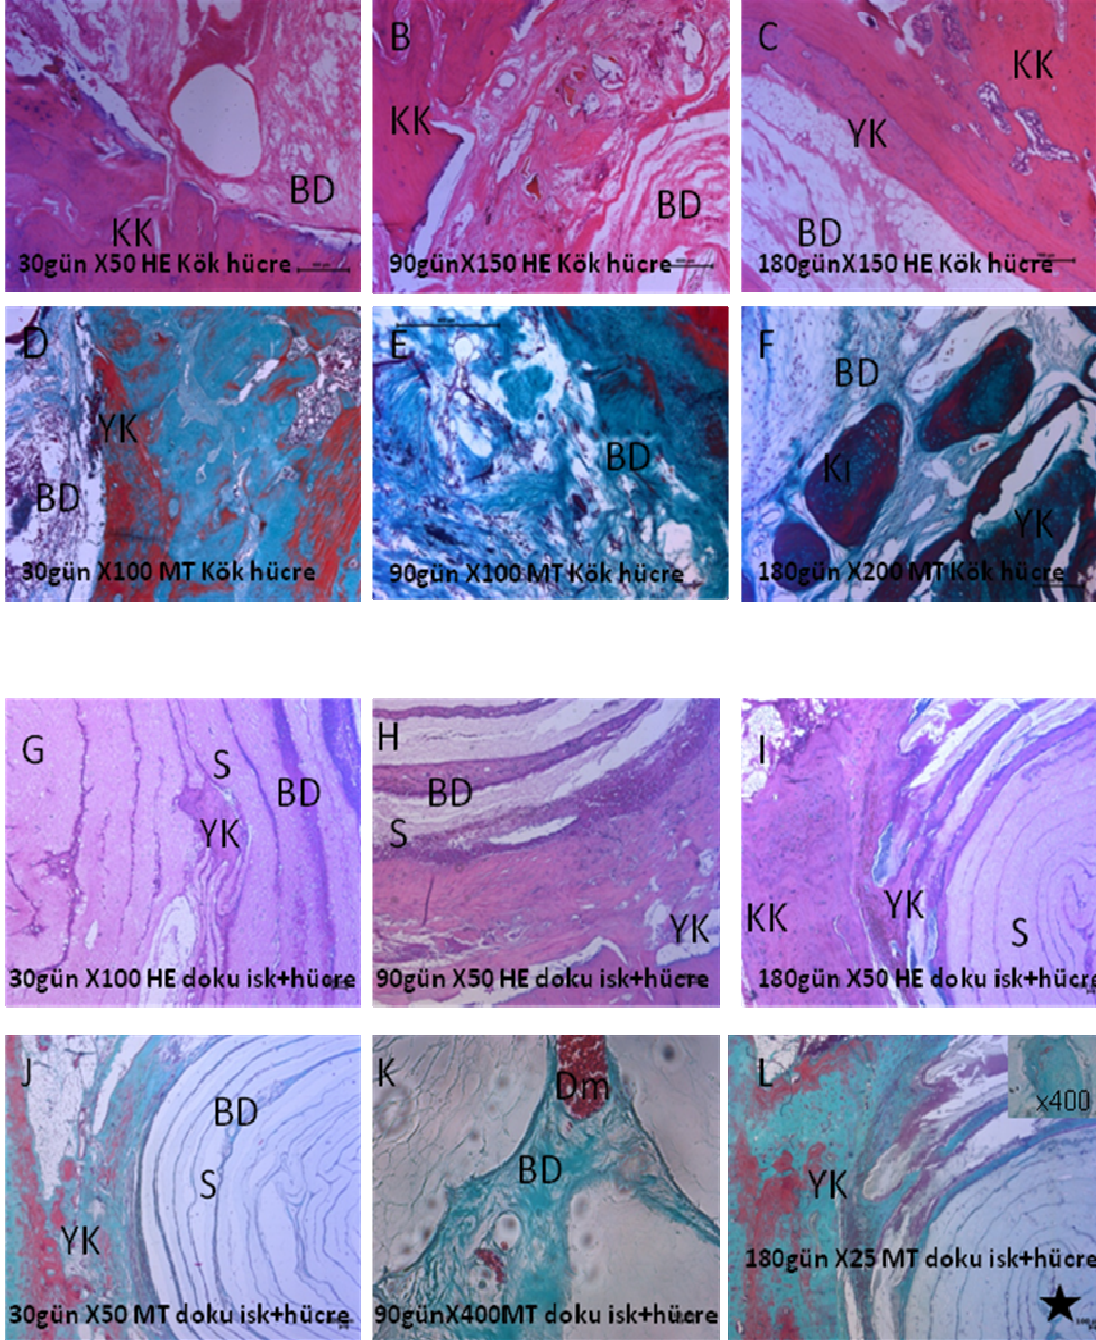 BD
KK
30gün X50 HE Kök hücre
B
KK
BD
90günX150 HE Kök hücre
C
KK
YK
BD
180günX150 HE Kök hücre
D
YK
BD
30gün X100 MT Kök hücre
E
BD
90gün X100 MT Kök hücre
F
BD
Kı
YK
180gün X200 MT Kök hücre
G
S
BD
YK
30gün X100 HE doku isk+hücre
H
BD
S
YK
90gün X50 HE doku isk+hücre
I
KK
YK
S
180gün X50 HE doku isk+hücre
J
BD
S
YK
30gün X50 MT doku isk+hücre
K
Dm
BD
90günX400MT doku isk+hücre
L
x400
YK
180gün X25 MT doku isk+hücre